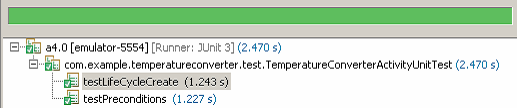 a4.0 [emulator-5554] [Runner: JUnit 3] (2.470 s)
com.example.temperatureconverter.test.TemperatureConverterActivityUnitTest (2.470 s)
testLifeCycleCreate (1.243 s)
testPreconditions (1.227 s)